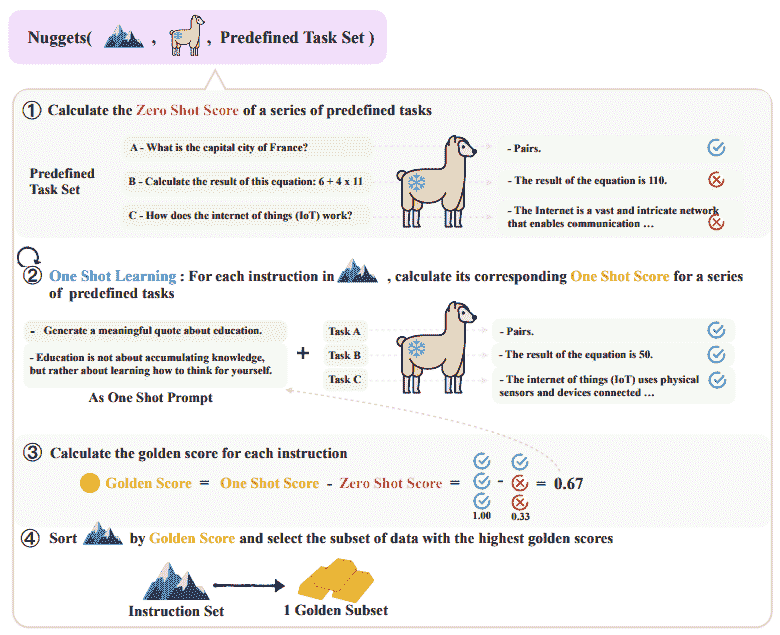 Nuggets( , , Predefined Task Set )
① Calculate the Zero Shot Score of a series of predefined tasks
Predefined
Task Set
A - What is the capital city of France?
- Pairs.
B - Calculate the result of this equation: 6 + 4 x 11
- The result of the equation is 110.
C - How does the internet of things (IoT) work?
- The Internet is a vast and intricate network
that enables communication ...
② One Shot Learning : For each instruction in , calculate its corresponding One Shot Score for a series
of predefined tasks
- Generate a meaningful quote about education.
- Education is not about accumulating knowledge,
but rather about learning how to think for yourself.
As One Shot Prompt
+
Task A
Task B
Task C
- Pairs.
- The result of the equation is 50.
- The internet of things (IoT) uses physical
sensors and devices connected ...
③ Calculate the golden score for each instruction
Golden Score = One Shot Score - Zero Shot Score = - = 0.67
1.00 0.33
④ Sort by Golden Score and select the subset of data with the highest golden scores
Instruction Set
1 Golden Subset